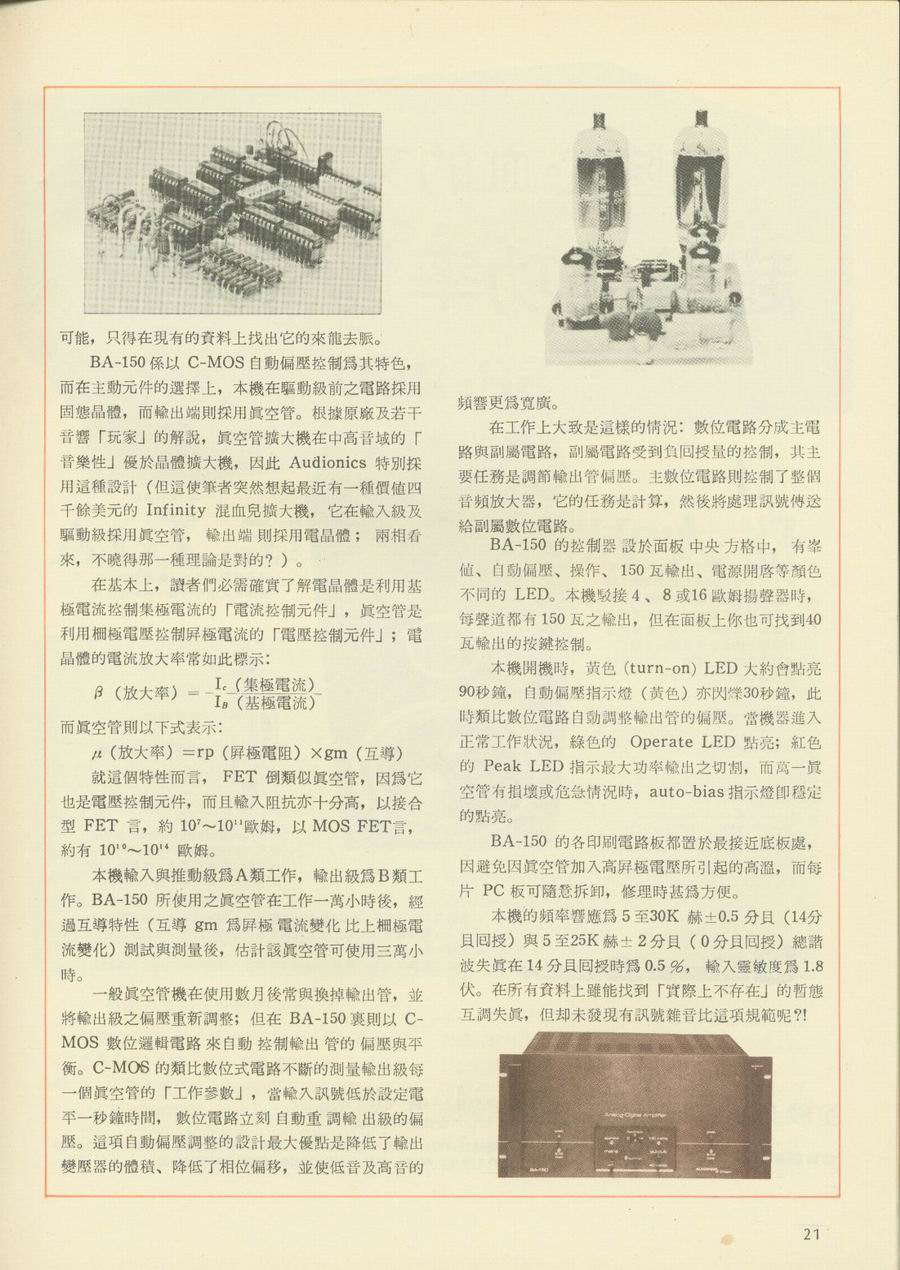 可能，只得在現有的資料上找出它的來龍去脈。
BA-150係以 C-MOS自動偏壓控制爲其特色，
而在主動元件的選擇上，本機在驅動級前之電路採用
固態晶體，而輸出端則採用眞空管。根據原廠及若干
音響「玩家」的解說，眞空管擴大機在中高音域的「
音樂性」優於晶體擴大機，因此 Audionics 特別採
用這種設計（但這使筆者突然想起最近有一種價値四
千餘美元的 Infinity 混血兒擴大機，它在輸入級及
驅動級採用眞空管，輸出端則採用電晶體；兩相看
來，不曉得那一種理論是對的？）。
在基本上，讀者們必需確實了解電晶體是利用基
極電流控制集極電流的「電流控制元件」，眞空管是
利用柵極電壓控制屛極電流的「電壓控制元件」；電
晶體的電流放大率常如此標示：
β（放大率）= Ic（集極電流）
IB（基極電流）
而眞空管則以下式表示：
μ（放大率）=rp（屛極電阻）×gm（互導）
就這個特性而言，FET 倒類似眞空管，因爲它
也是電壓控制元件，而且輸入阻抗亦十分高，以接合
型 FET 言，約 10⁷～10¹¹歐姆，以 MOS FET言，
約有 10¹⁰～10¹⁴ 歐姆。
本機輸入與推動級爲A類工作，輸出級爲B類工
作。BA-150 所使用之眞空管在工作一萬小時後，經
過互導特性（互導 gm 爲屛極電流變化比上柵極電
流變化）測試與測量後，估計該眞空管可使用三萬小
時。
一般眞空管機在使用數月後常與換掉輸出管，並
將輸出級之偏壓重新調整；但在 BA-150裏則以 C-
MOS 數位邏輯電路來自動控制輸出管的偏壓與平
衡。C-MOS 的類比數位式電路不斷的測量輸出級每
一個眞空管的「工作參數」，當輸入訊號低於設定電
平一秒鐘時間，數位電路立刻自動重調輸出級的偏
壓。這項自動偏壓調整的設計最大優點是降低了輸出
變壓器的體積、降低了相位偏移，並使低音及高音的
頻響更爲寬廣。
在工作上大致是這樣的情況：數位電路分成主電
路與副屬電路，副屬電路受到負回授量的控制，其主
要任務是調節輸出管偏壓。主數位電路則控制了整個
音頻放大器，它的任務是計算，然後將處理訊號傳送
給副屬數位電路。
BA-150 的控制器設於面板中央方格中，有峯
値、自動偏壓、操作、150瓦輸出、電源開啓等顏色
不同的 LED。本機駁接4、8或16歐姆揚聲器時，
每聲道都有150瓦之輸出，但在面板上你也可找到40
瓦輸出的按鍵控制。
本機開機時，黃色（turn-on）LED 大約會點亮
90秒鐘，自動偏壓指示燈（黃色）亦閃爍30秒鐘，此
時類比數位電路自動調整輸出管的偏壓。當機器進入
正常工作狀況，綠色的 Operate LED 點亮；紅色
的 Peak LED 指示最大功率輸出之切割，而萬一眞
空管有損壞或危急情況時，auto-bias指示燈卽穩定
的點亮。
BA-150 的各印刷電路板都置於最接近底板處，
因避免因眞空管加入高屛極電壓所引起的高溫，而每
片 PC 板可隨意拆卸，修理時甚爲方便。
本機的頻率響應爲5至30K赫±0.5 分貝（14分
貝回授）與5至25K赫±2分貝（0分貝回授）總諧
波失眞在14分貝回授時爲0.5％，輸入靈敏度爲1.8
伏。在所有資料上雖能找到「實際上不存在」的暫態
互調失眞，但却未發現有訊號雜音比這項規範呢?!
Analog-Digital Amplifier
BA-150
21